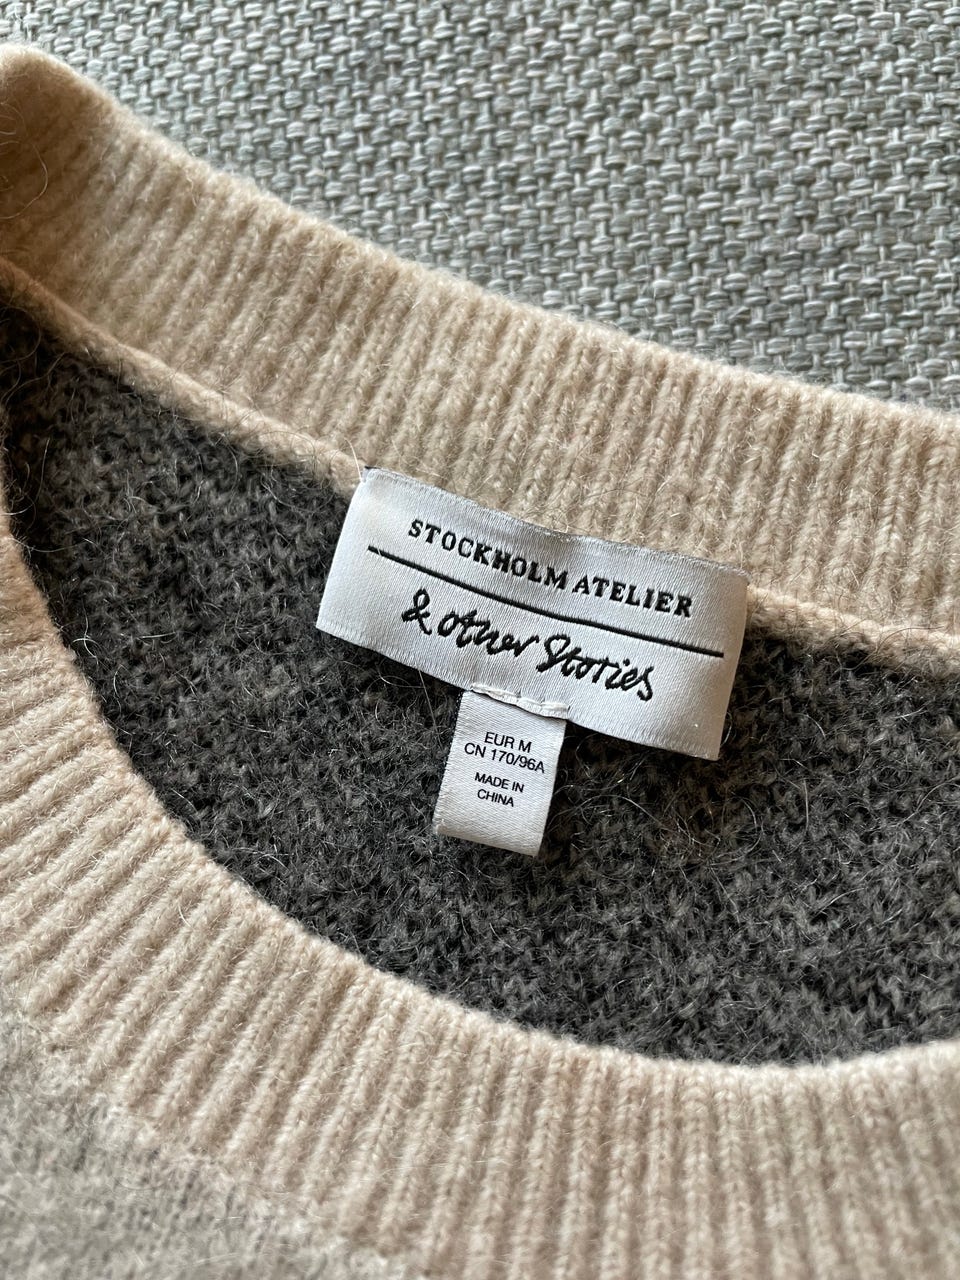 STOCKHOLM ATELIER
& other Stories
EUR M
CN 170/96A
MADE IN
CHINA